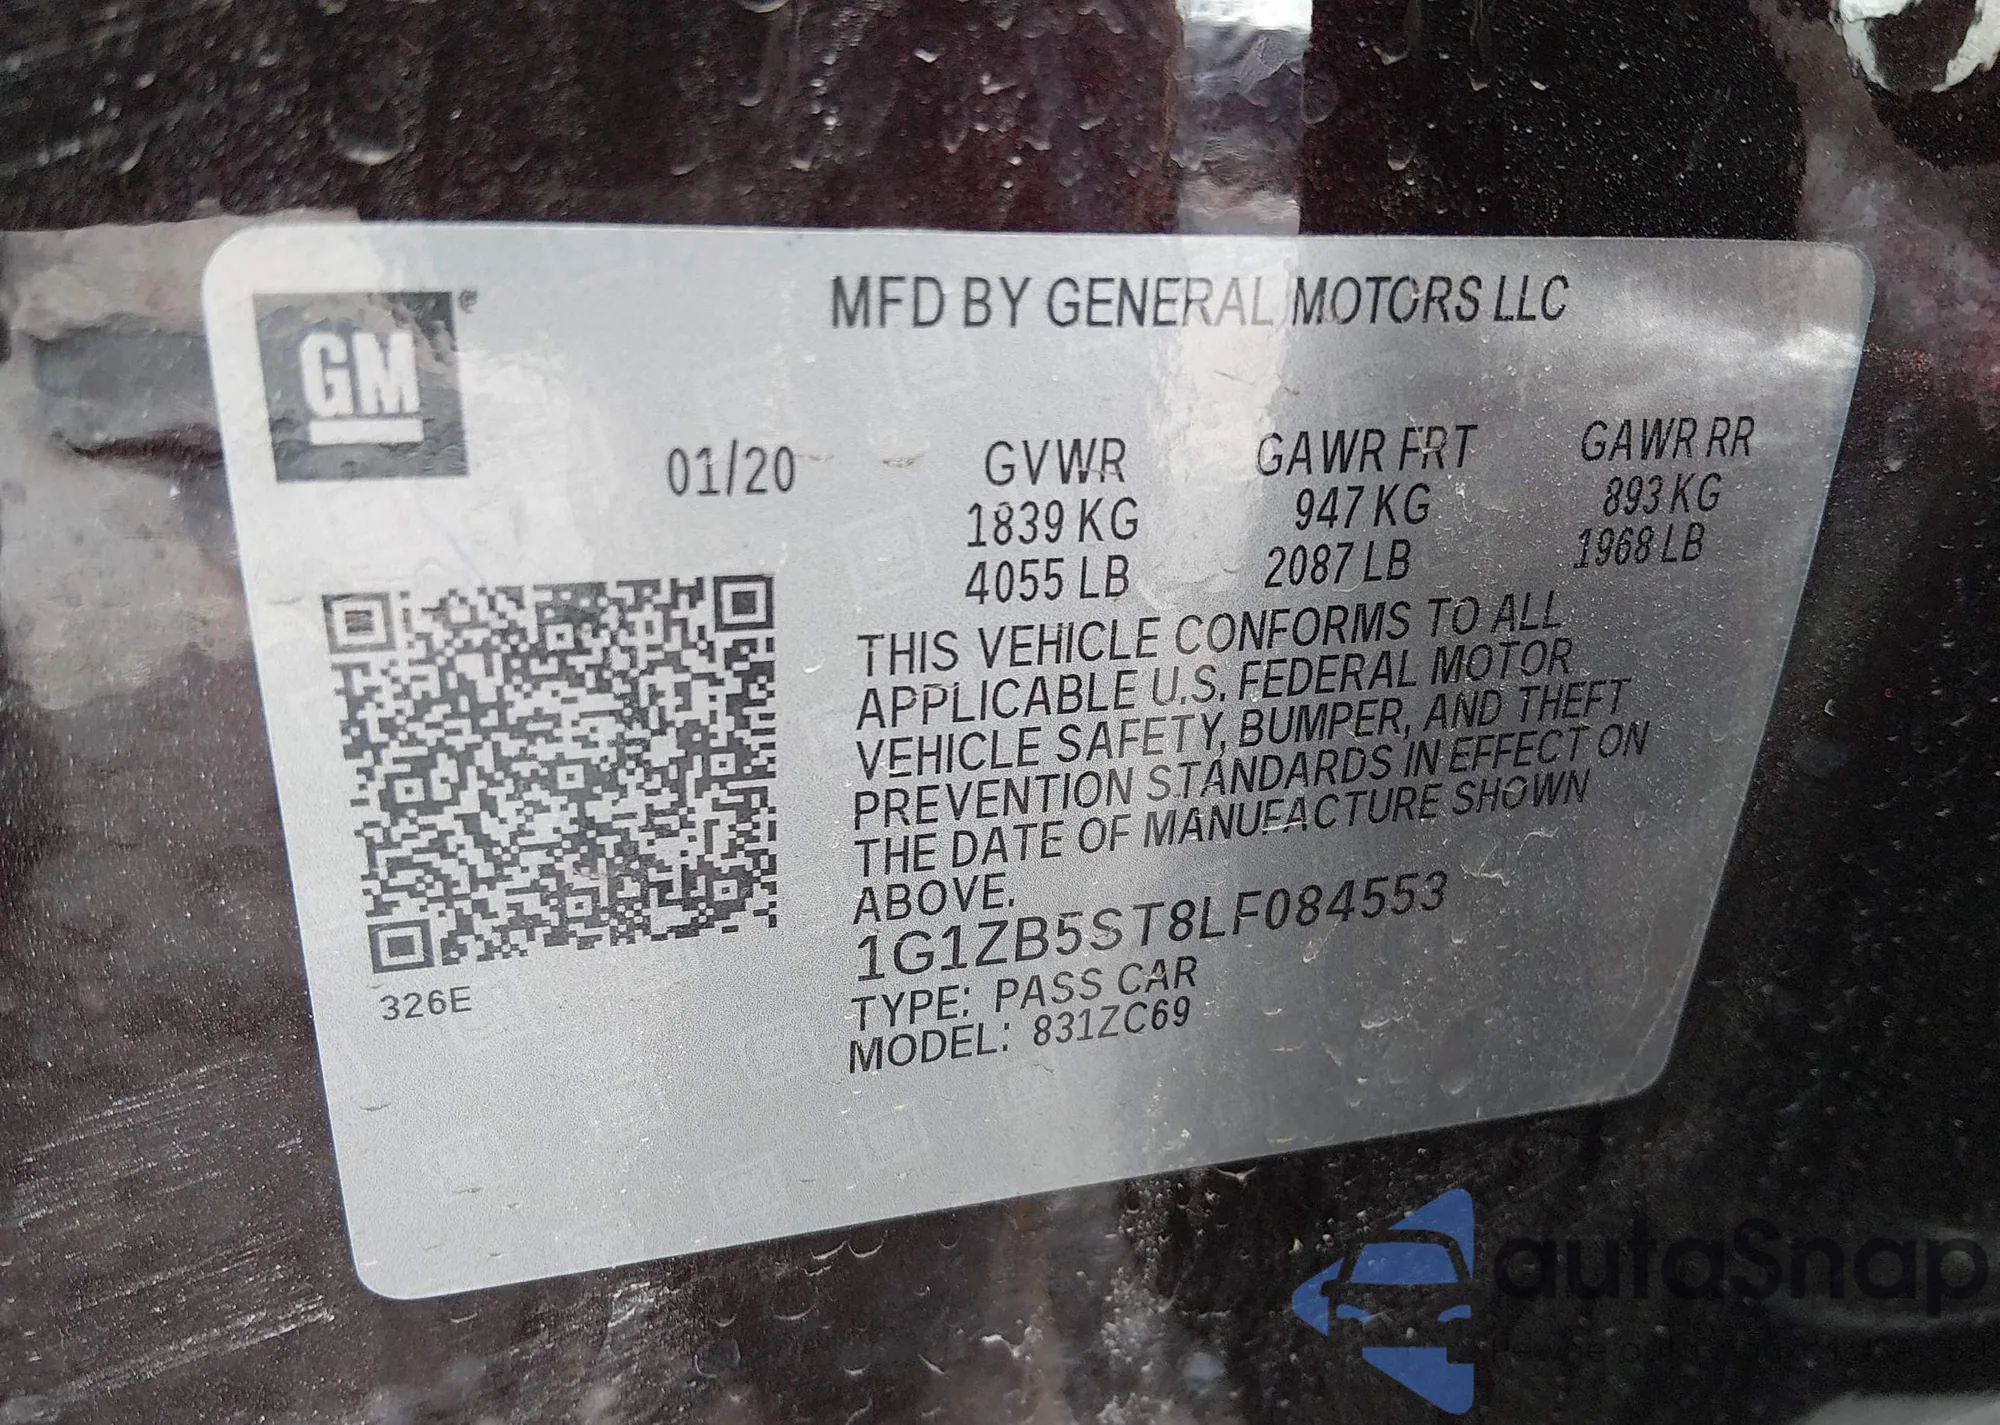 GM
MFD BY GENERAL MOTORS LLC
01/20
GVWR
1839 KG
4055 LB
GAWR FRT
947 KG
2087 LB
GAWR RR
893 KG
1968 LB
THIS VEHICLE CONFORMS TO ALL
APPLICABLE U.S. FEDERAL MOTOR
VEHICLE SAFETY, BUMPER, AND THEFT
PREVENTION STANDARDS IN EFFECT ON
THE DATE OF MANUFACTURE SHOWN
ABOVE.
1G1ZB5ST8LF084553
TYPE: PASS CAR
MODEL: 831ZC69
326E
autaSnap